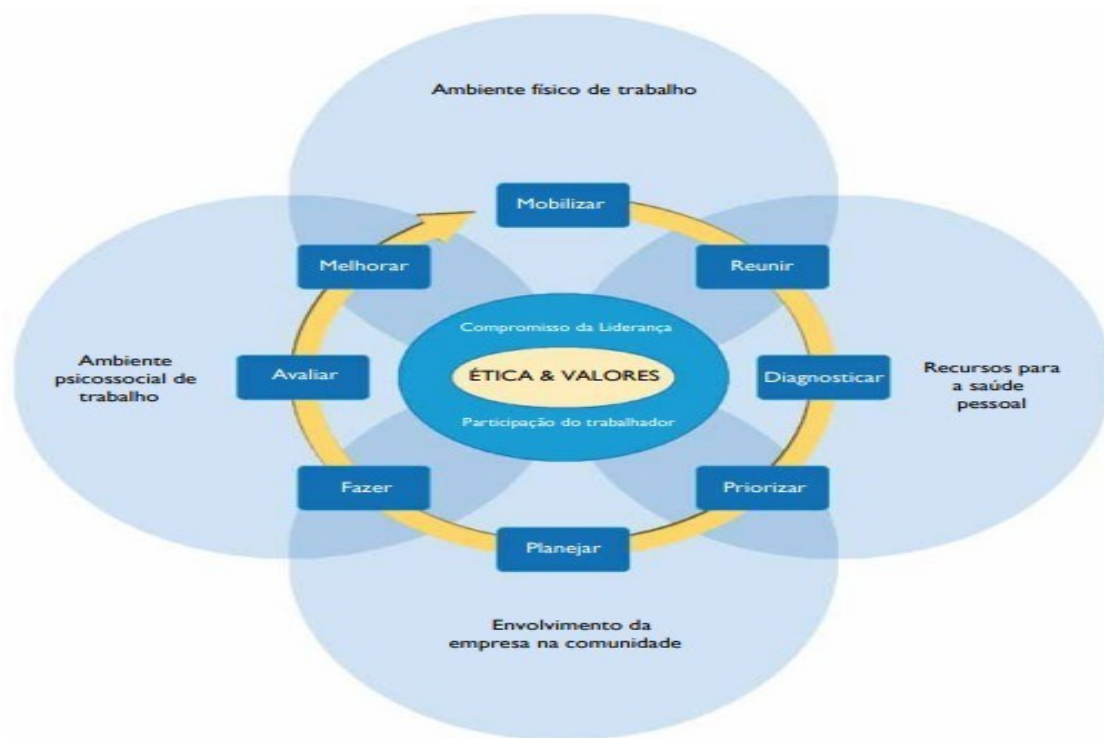 Ambiente físico de trabalho
Mobilizar
Melhorar
Reunir
Compromisso da Liderança
Ambiente
psicossocial de
trabalho
Avaliar
ÉTICA & VALORES
Diagnosticar
Recursos para
a saúde
pessoal
Participação do trabalhador
Fazer
Priorizar
Planejar
Envolvimento da
empresa na comunidade